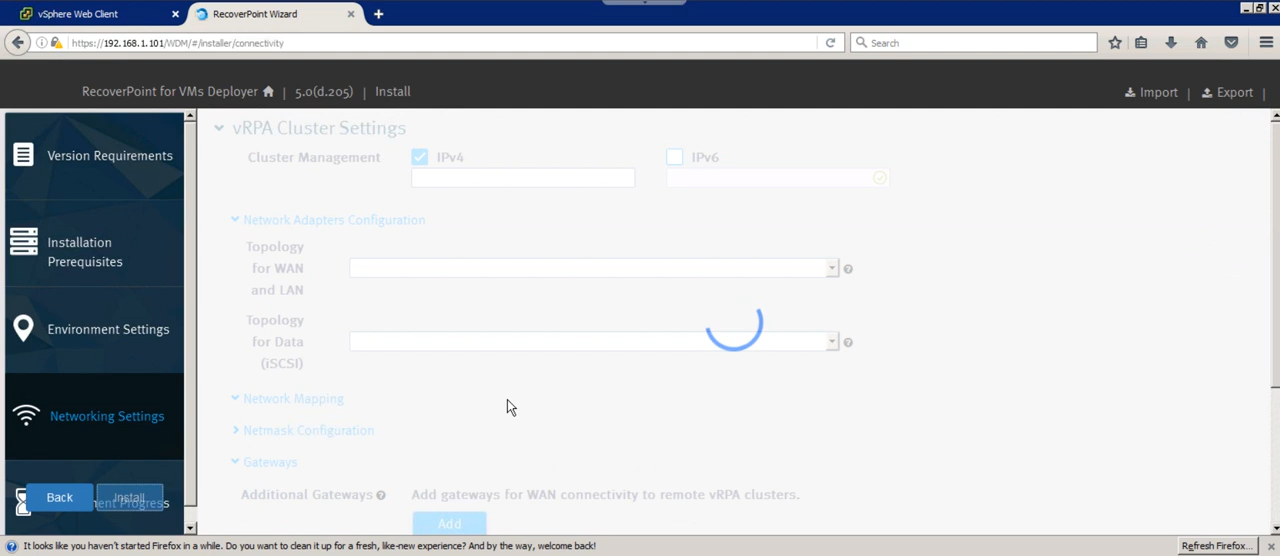 vSphere Web Client
RecoverPoint Wizard
https://192.168.1.101/WDM/#/installer/connectivity
Search
RecoverPoint for VMs Deployer | 5.0(d.205) | Install
Import | Export |
Version Requirements
Installation
Prerequisites
Environment Settings
Networking Settings
Back
Install
ent Progress
vRPA Cluster Settings
Cluster Management
IPv4
IPv6
Network Adapters Configuration
Topology
for WAN
and LAN
Topology
for Data
(iSCSI)
Network Mapping
Netmask Configuration
Gateways
Additional Gateways
Add gateways for WAN connectivity to remote vRPA clusters.
Add
It looks like you haven't started Firefox in a while. Do you want to clean it up for a fresh, like-new experience? And by the way, welcome back!
Refresh Firefox...